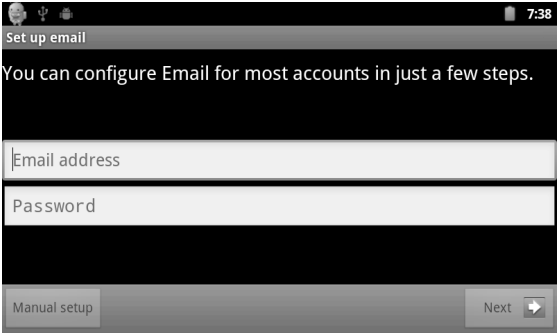 7:38
Set up email
You can configure Email for most accounts in just a few steps.
Email address
Password
Manual setup
Next